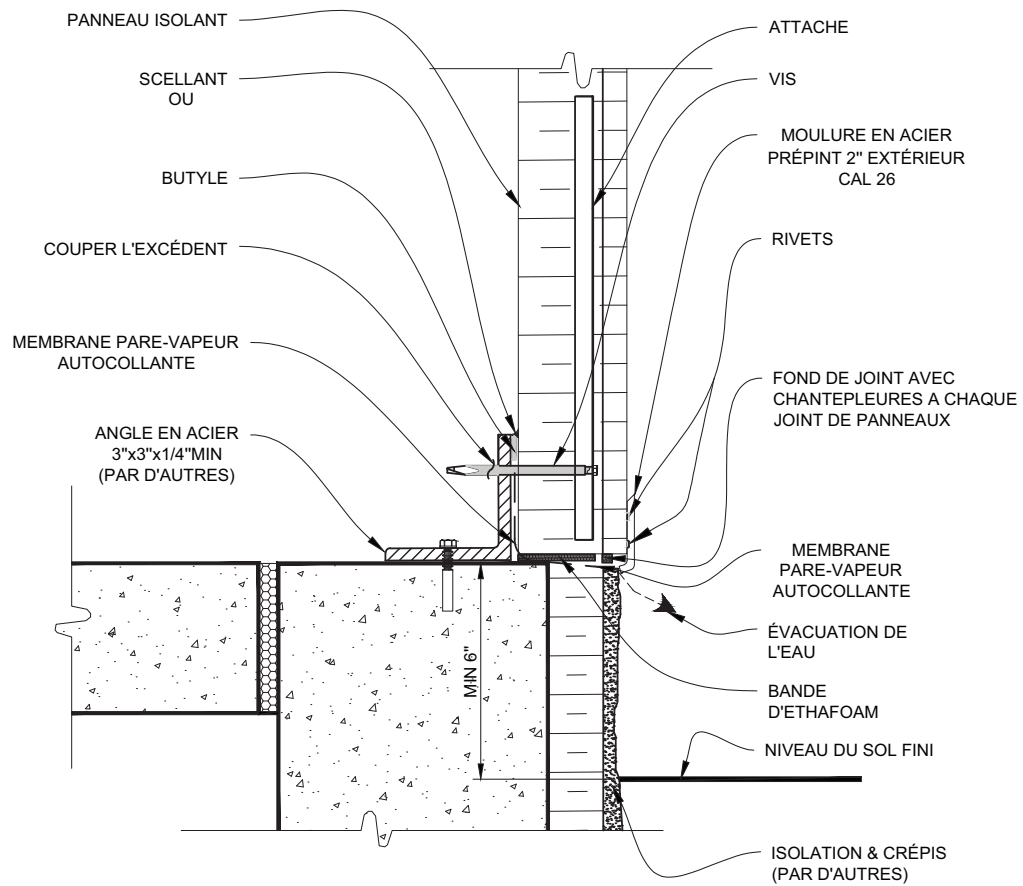 PANNEAU ISOLANT
SCELLANT
OU
BUTYLE
COUPER L'EXCÉDENT
MEMBRANE PARE-VAPEUR
AUTOCOLLANTE
ANGLE EN ACIER
3"x3"x1/4"MIN
(PAR D'AUTRES)
MIN 6"
ATTACHE
VIS
MOULURE EN ACIER
PRÉPINT 2" EXTÉRIEUR
CAL 26
RIVETS
FOND DE JOINT AVEC
CHANTEPLEURES A CHAQUE
JOINT DE PANNEAUX
MEMBRANE
PARE-VAPEUR
AUTOCOLLANTE
ÉVACUATION DE
L'EAU
BANDE
D'ETHAFOAM
NIVEAU DU SOL FINI
ISOLATION & CRÉPIS
(PAR D'AUTRES)